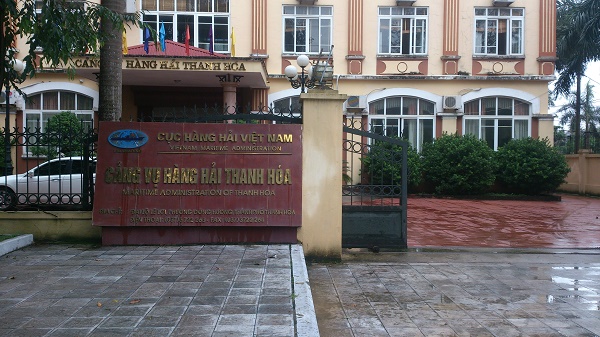 CẢNG VỤ HÀNG HẢI THANH HÓA
CỤC HÀNG HẢI VIỆT NAM
VIETNAM MARITIME ADMINISTRATION
CẢNG VỤ HÀNG HẢI THANH HÓA
MARITIME ADMINISTRATION OF THANH HOA